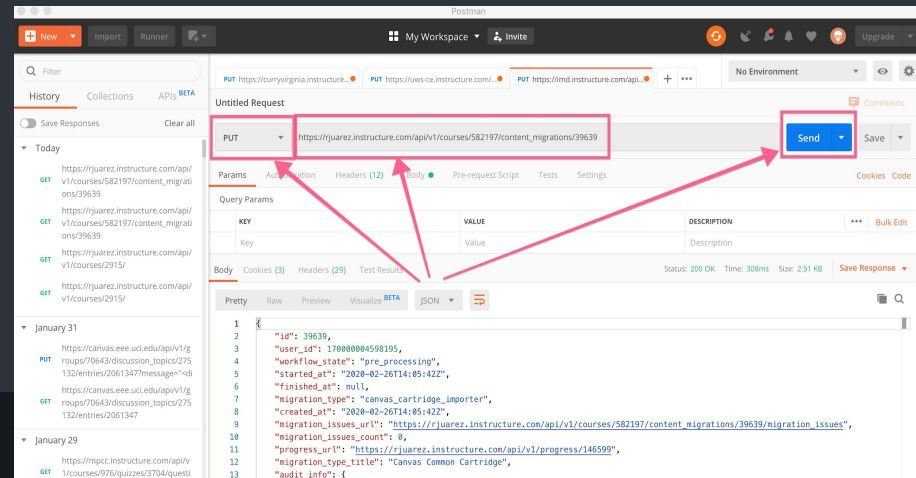 Postman
New Import Runner My Workspace Invite Upgrade
Filter
History Collections APIs BETA
Save Responses Clear all
Today
GET https://rjuarez.instructure.com/api/
v1/courses/582197/content_migrati
ons/39639
GET https://rjuarez.instructure.com/api/
v1/courses/582197/content_migrati
ons/39639
GET https://rjuarez.instructure.com/api/
v1/courses/2915/
GET https://rjuarez.instructure.com/api/
v1/courses/2915/
January 31
PUT https://canvas.eee.uci.edu/api/v1/g
roups/70643/discussion_topics/275
132/entries/2061347?message="<di
GET https://canvas.eee.uci.edu/api/v1/g
roups/70643/discussion_topics/275
132/entries/2061347
January 29
GET https://mpcc.instructure.com/api/v
1/courses/976/quizzes/3704/questi
PUT https://curryvirginia.instructure... PUT https://uws-ce.instructure.com/... PUT https://imd.instructure.com/api... + ••• No Environment
Untitled Request Comments
PUT https://rjuarez.instructure.com/api/v1/courses/582197/content_migrations/39639 Send Save
Params Authorization Headers (12) Body Pre-request Script Tests Settings Cookies Code
Query Params
KEY VALUE DESCRIPTION ••• Bulk Edit
Key Value Description
Body Cookies (3) Headers (29) Test Results Status: 200 OK Time: 308ms Size: 2.51 KB Save Response
Pretty Raw Preview Visualize BETA JSON
1 {
2 "id": 39639,
3 "user_id": 170000004598195,
4 "workflow_state": "pre_processing",
5 "started_at": "2020-02-26T14:05:42Z",
6 "finished_at": null,
7 "migration_type": "canvas_cartridge_importer",
8 "created_at": "2020-02-26T14:05:42Z",
9 "migration_issues_url": "https://rjuarez.instructure.com/api/v1/courses/582197/content_migrations/39639/migration_issues",
10 "migration_issues_count": 0,
11 "progress_url": "https://rjuarez.instructure.com/api/v1/progress/146599",
12 "migration_type_title": "Canvas Common Cartridge",
13 "audit_info": {